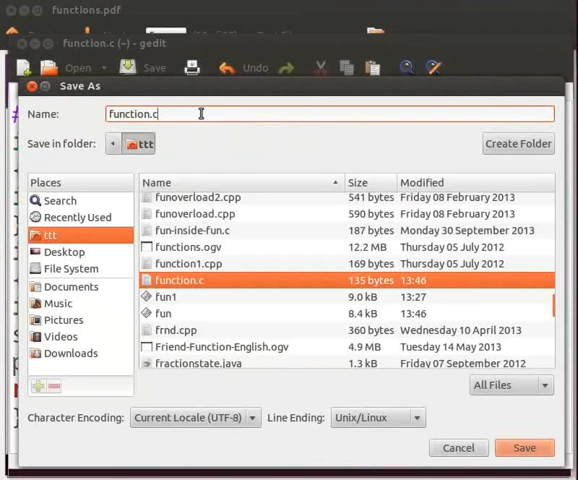 functions.pdf
function.c (~) - gedit
Open Save Undo
Save As
Name: function.c
Save in folder: ttt Create Folder
Places Name Size Modified
Search funoverload2.cpp 541 bytes Friday 08 February 2013
Recently Used funoverload.cpp 590 bytes Friday 08 February 2013
ttt fun-inside-fun.c 187 bytes Monday 30 September 2013
Desktop functions.ogv 12.2 MB Thursday 05 July 2012
File System function1.cpp 169 bytes Thursday 05 July 2012
function.c 135 bytes 13:46
Documents fun1 9.0 kB 13:27
Music fun 8.4 kB 13:46
Pictures frnd.cpp 360 bytes Wednesday 10 April 2013
Videos Friend-Function-English.ogv 4.9 MB Tuesday 14 May 2013
Downloads fractionstate.java 1.3 kB Friday 07 September 2012
All Files
Character Encoding: Current Locale (UTF-8) Line Ending: Unix/Linux
Cancel Save